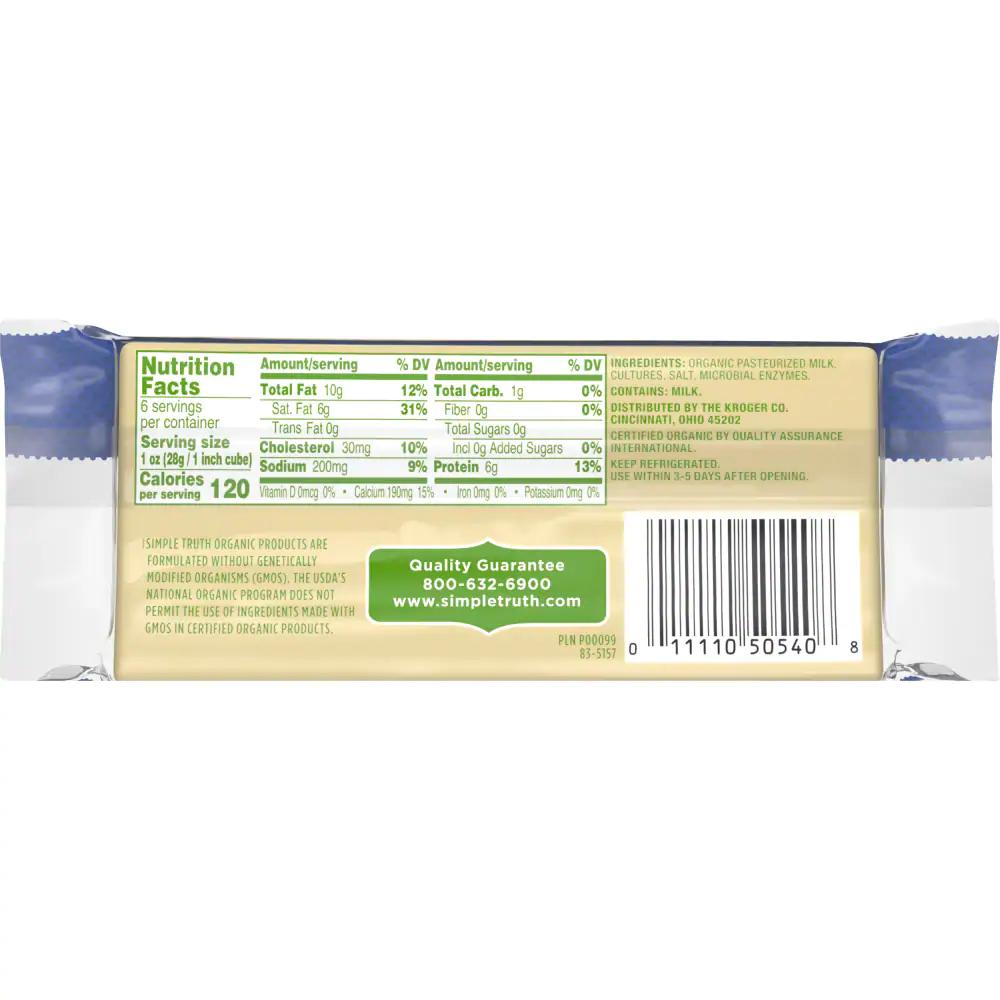 Nutrition
Facts
6 servings
per container
Serving size
1 oz (28g / 1 inch cube)
Calories
per serving 120
Amount/serving % DV
Total Fat 10g 12%
Sat. Fat 6g 31%
Trans Fat 0g
Cholesterol 30mg 10%
Sodium 200mg 9%
Amount/serving % DV
Total Carb. 1g 0%
Fiber 0g 0%
Total Sugars 0g
Incl 0g Added Sugars 0%
Protein 6g 13%
Vitamin D 0mcg 0% • Calcium 190mg 15% • Iron 0mg 0% • Potassium 0mg 0%
INGREDIENTS: ORGANIC PASTEURIZED MILK.
CULTURES. SALT. MICROBIAL ENZYMES.
CONTAINS: MILK.
DISTRIBUTED BY THE KROGER CO.
CINCINNATI, OHIO 45202
CERTIFIED ORGANIC BY QUALITY ASSURANCE
INTERNATIONAL.
KEEP REFRIGERATED.
USE WITHIN 3-5 DAYS AFTER OPENING.
SIMPLE TRUTH ORGANIC PRODUCTS ARE
FORMULATED WITHOUT GENETICALLY
MODIFIED ORGANISMS (GMOS). THE USDA'S
NATIONAL ORGANIC PROGRAM DOES NOT
PERMIT THE USE OF INGREDIENTS MADE WITH
GMOS IN CERTIFIED ORGANIC PRODUCTS.
Quality Guarantee
800-632-6900
www.simpletruth.com
PLN P00099
83-5157
0 11110 50540 8